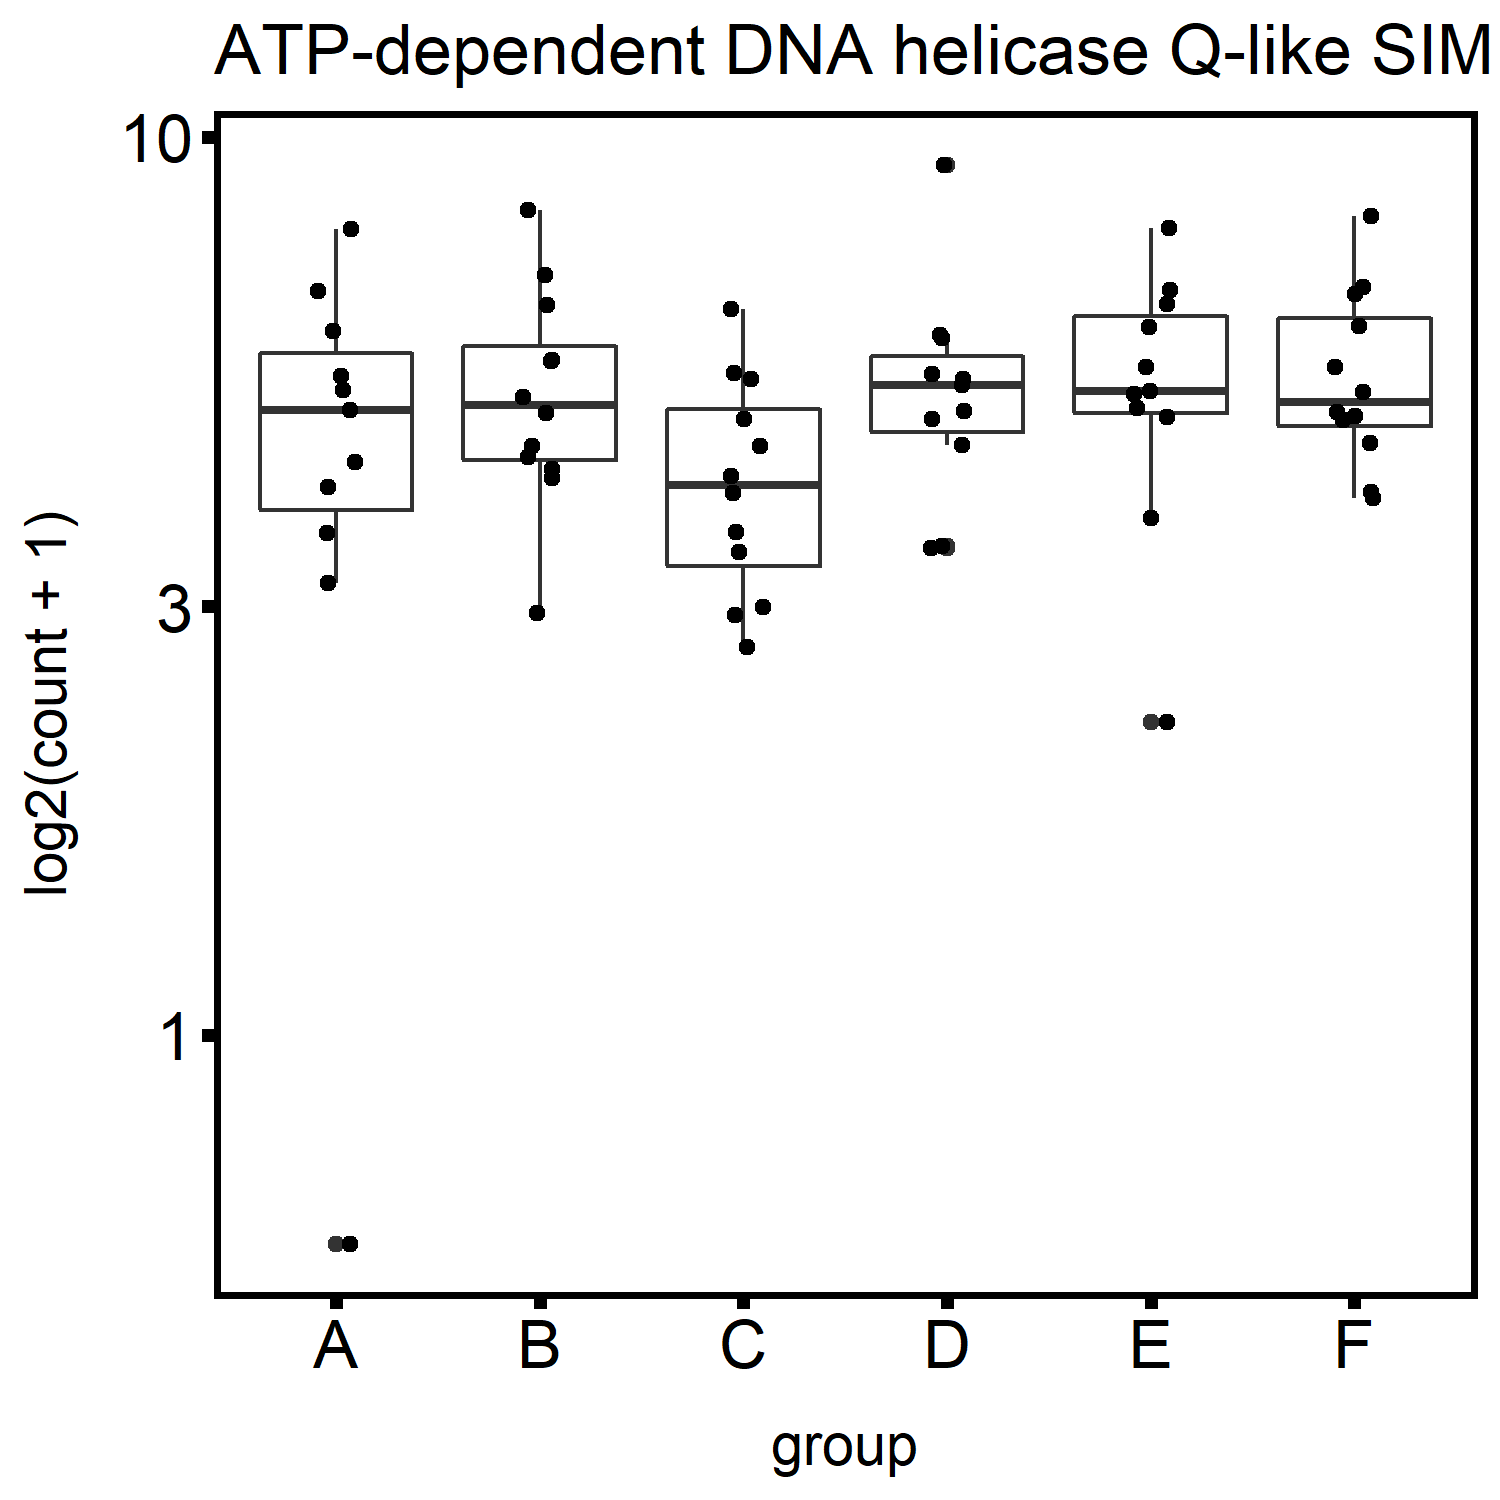 ATP-dependent DNA helicase Q-like SIM
10
3
1
log2(count + 1)
A B C D E F
group